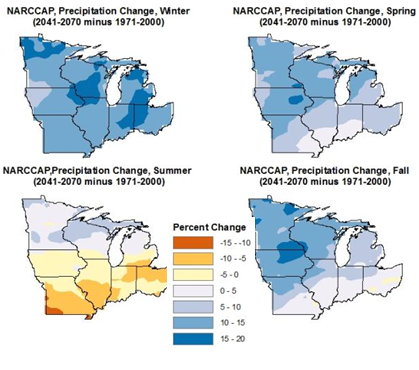 NARCCAP, Precipitation Change, Winter
(2041-2070 minus 1971-2000)
NARCCAP, Precipitation Change, Spring
(2041-2070 minus 1971-2000)
NARCCAP,Precipitation Change, Summer
(2041-2070 minus 1971-2000)
NARCCAP, Precipitation Change, Fall
(2041-2070 minus 1971-2000)
Percent Change
-15 - -10
-10 - -5
-5 - 0
0 - 5
5 - 10
10 - 15
15 - 20